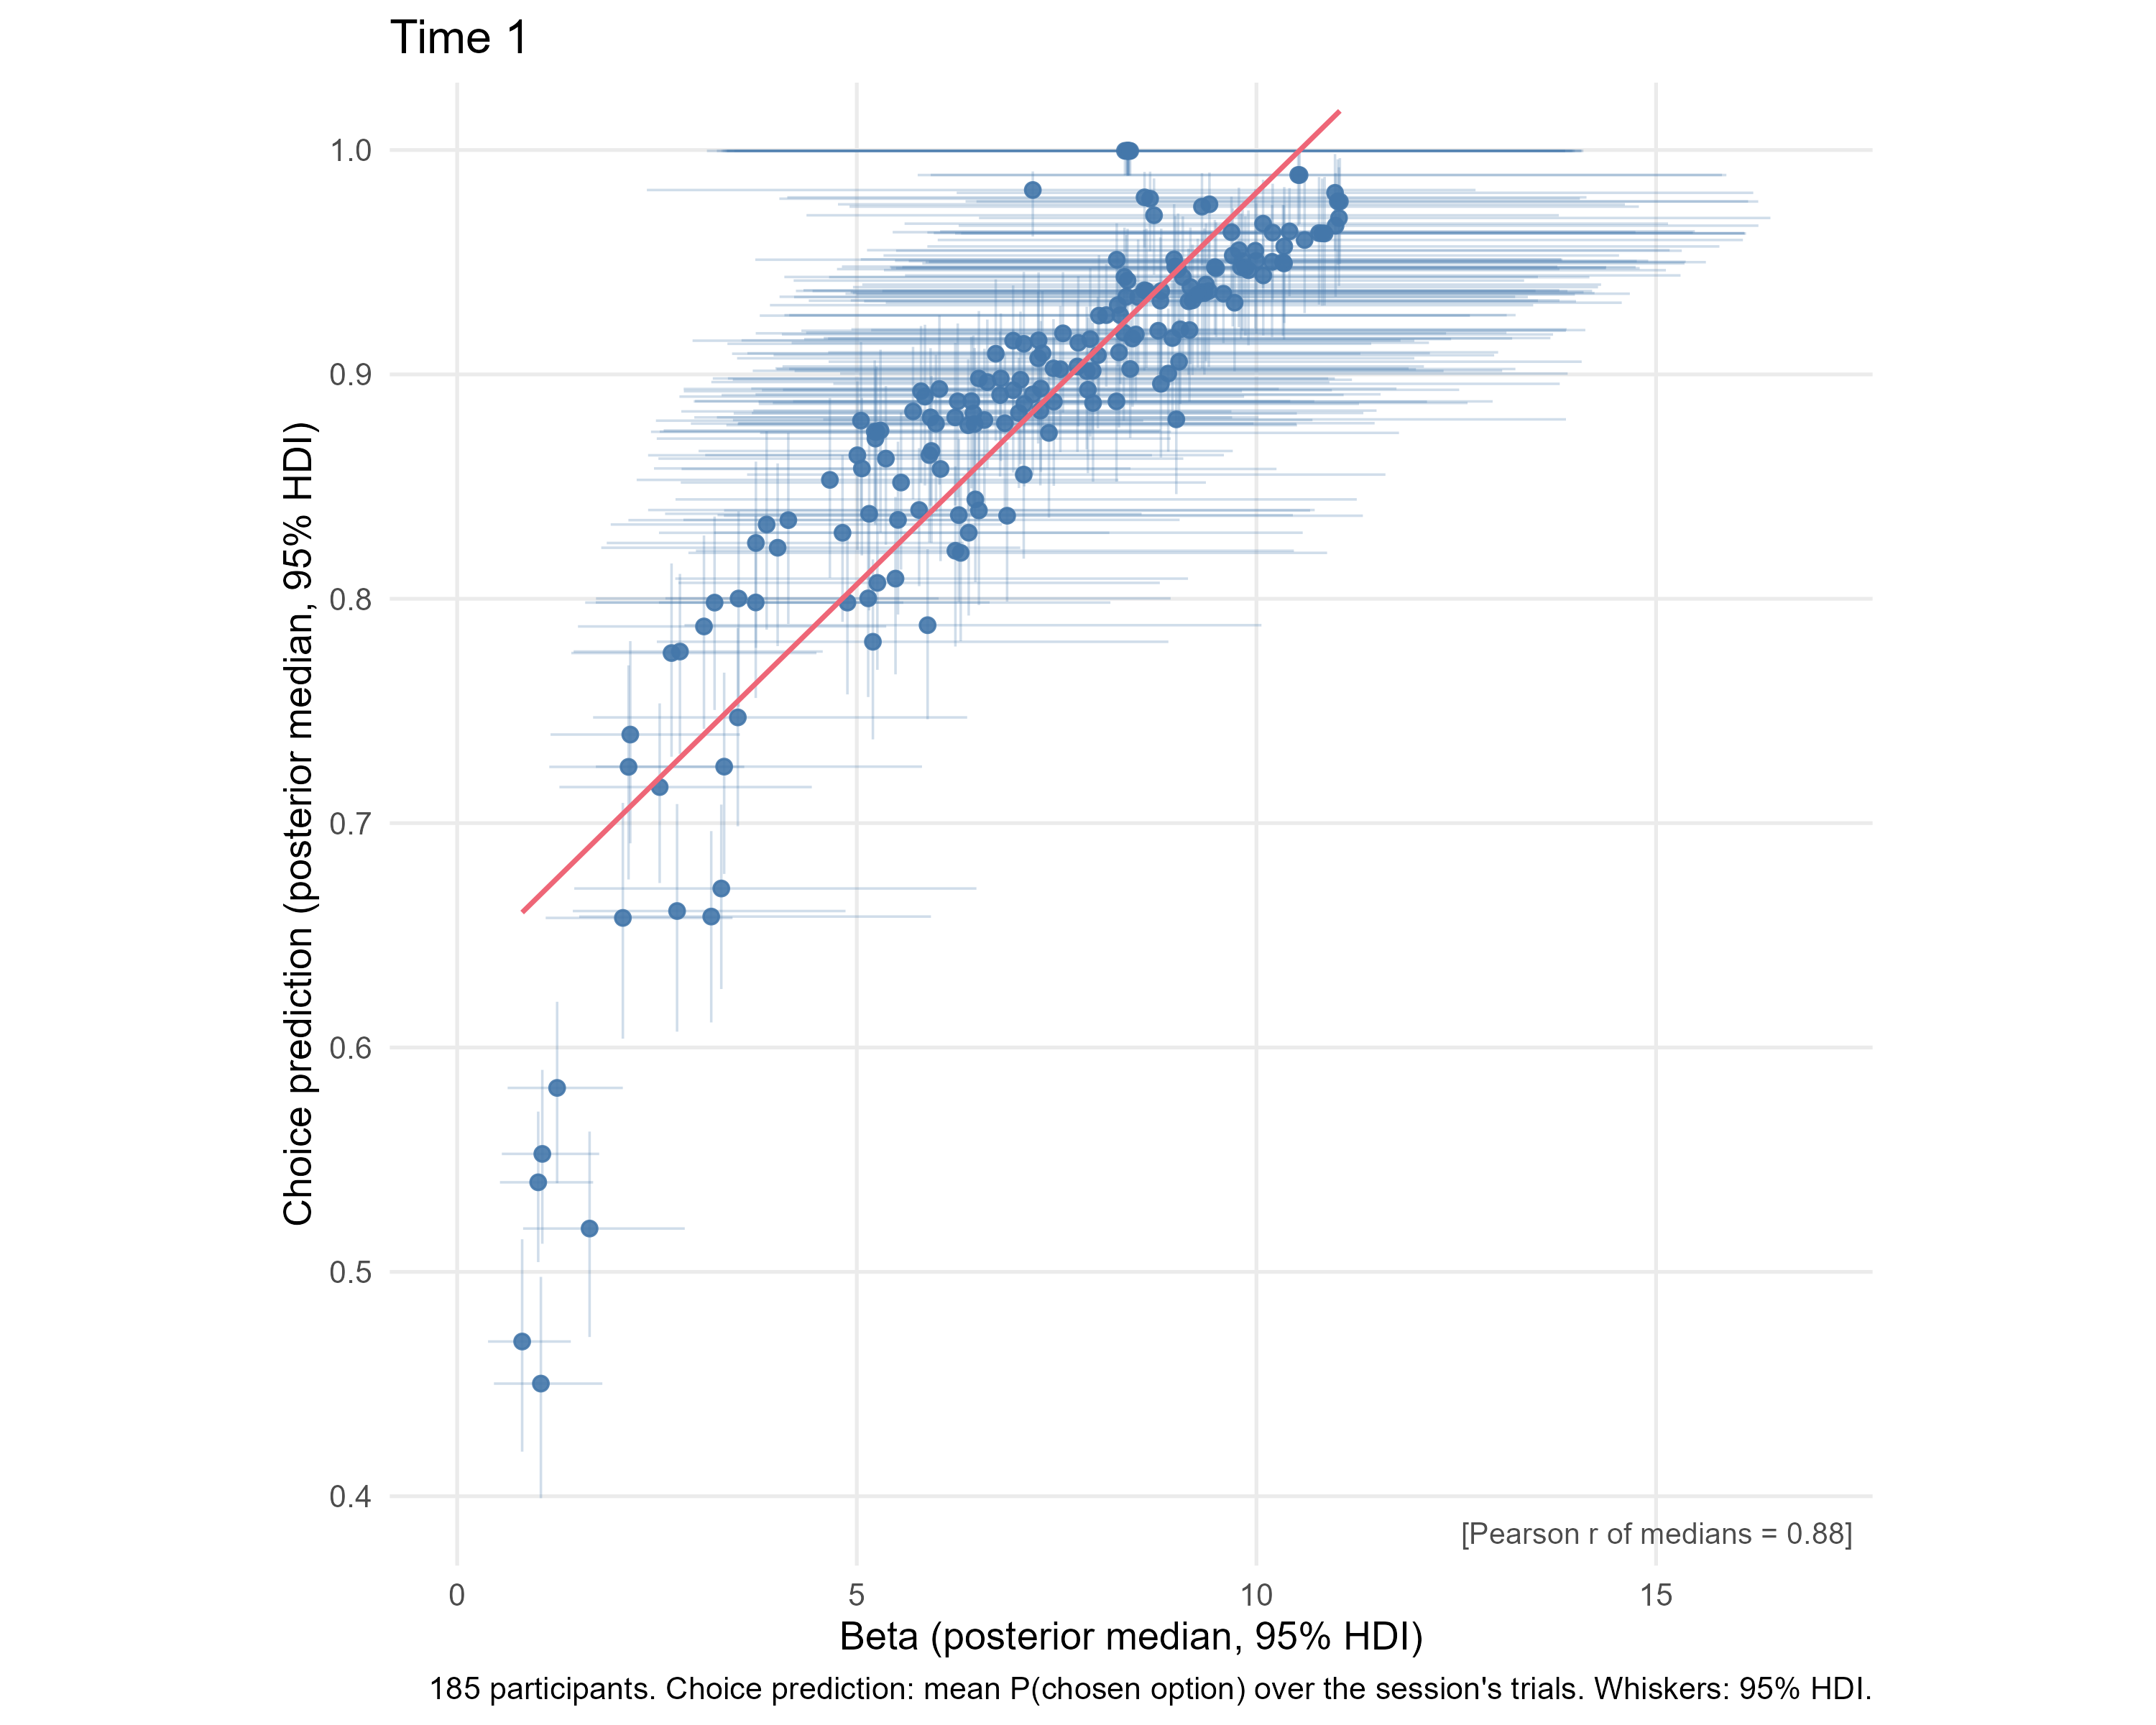 Time 1
Choice prediction (posterior median, 95% HDI)
1.0
0.9
0.8
0.7
0.6
0.5
0.4
[Pearson r of medians = 0.88]
0
5
10
15
Beta (posterior median, 95% HDI)
185 participants. Choice prediction: mean P(chosen option) over the session's trials. Whiskers: 95% HDI.